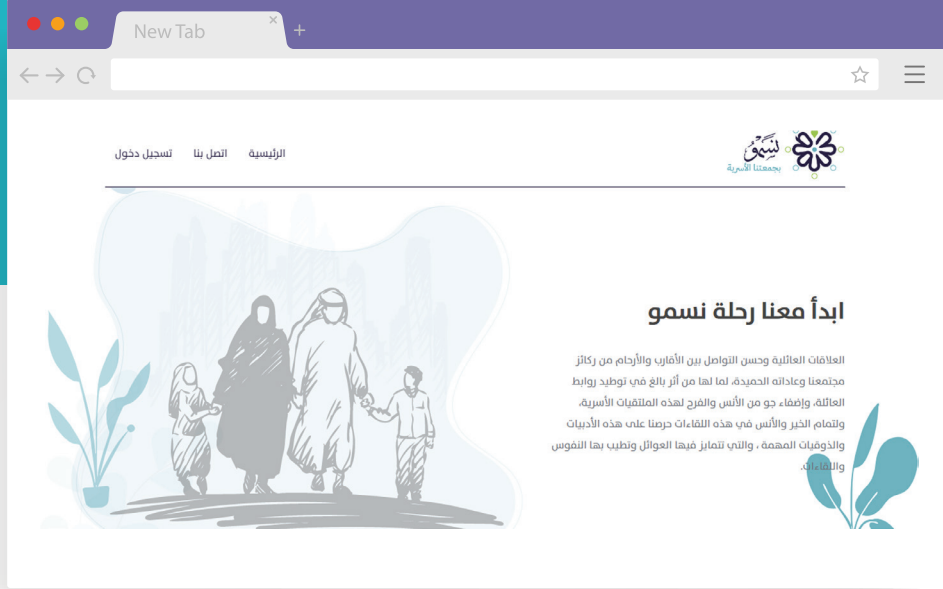 New Tab
الرئيسية
اتصل بنا
تسجيل دخول
نسمو
بجمعتنا الأسرية
ابدأ معنا رحلة نسمو
العلاقات العائلية وحسن التواصل بين الأقارب والأرحام من ركائز
مجتمعنا وعاداته الحميدة، لما لها من أثر بالغ في توطيد روابط
العائلة، وإضفاء جو من الأنس والفرح لهذه الملتقيات الأسرية،
ولتمام الخير والأنس في هذه اللقاءات حرصنا على هذه الأدبيات
والذوقيات المهمة ، والتي تتمايز فيها العوائل وتطيب بها النفوس
واللقاءات.